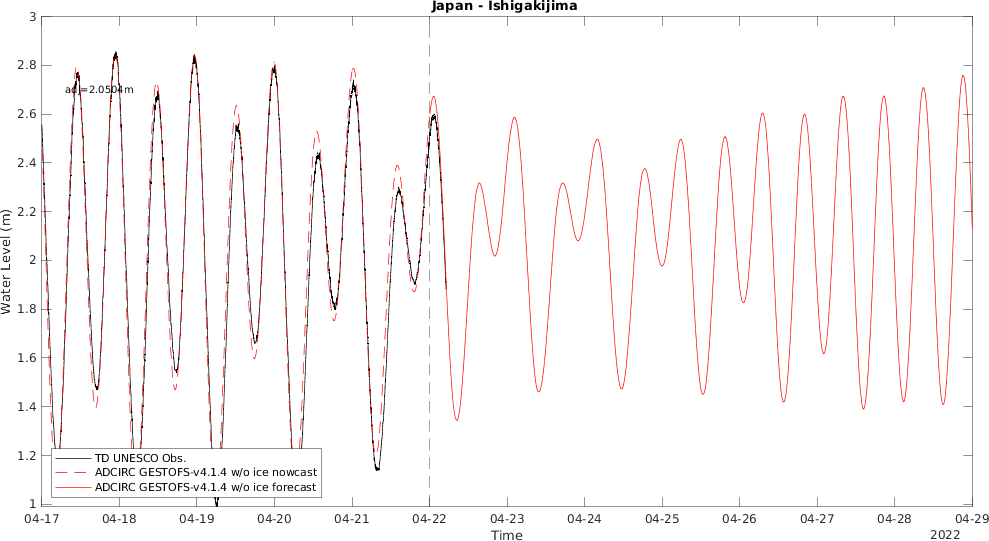 Japan - Ishigakijima
Water Level (m)
3
2.8
2.6
2.4
2.2
2
1.8
1.6
1.4
1.2
1
adj=2.0504m
TD UNESCO Obs.
ADCIRC GESTOFS-v4.1.4 w/o ice nowcast
ADCIRC GESTOFS-v4.1.4 w/o ice forecast
04-17 04-18 04-19 04-20 04-21 04-22 04-23 04-24 04-25 04-26 04-27 04-28 04-29
Time
2022